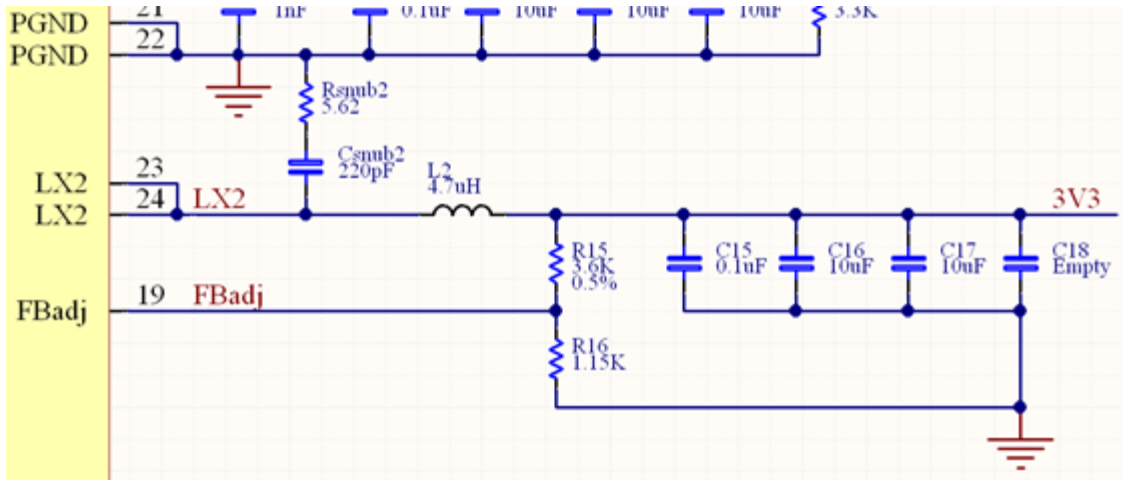 21
PGND
1nF
0.1uF
10uF
10uF
10uF
3.3K
22
PGND
Rsnub2
5.62
Csnub2
220pF
23
LX2
24
LX2
LX2
L2
4.7uH
3V3
R15
3.6K
0.5%
C15
0.1uF
C16
10uF
C17
10uF
C18
Empty
19
FBadj
FBadj
R16
1.15K